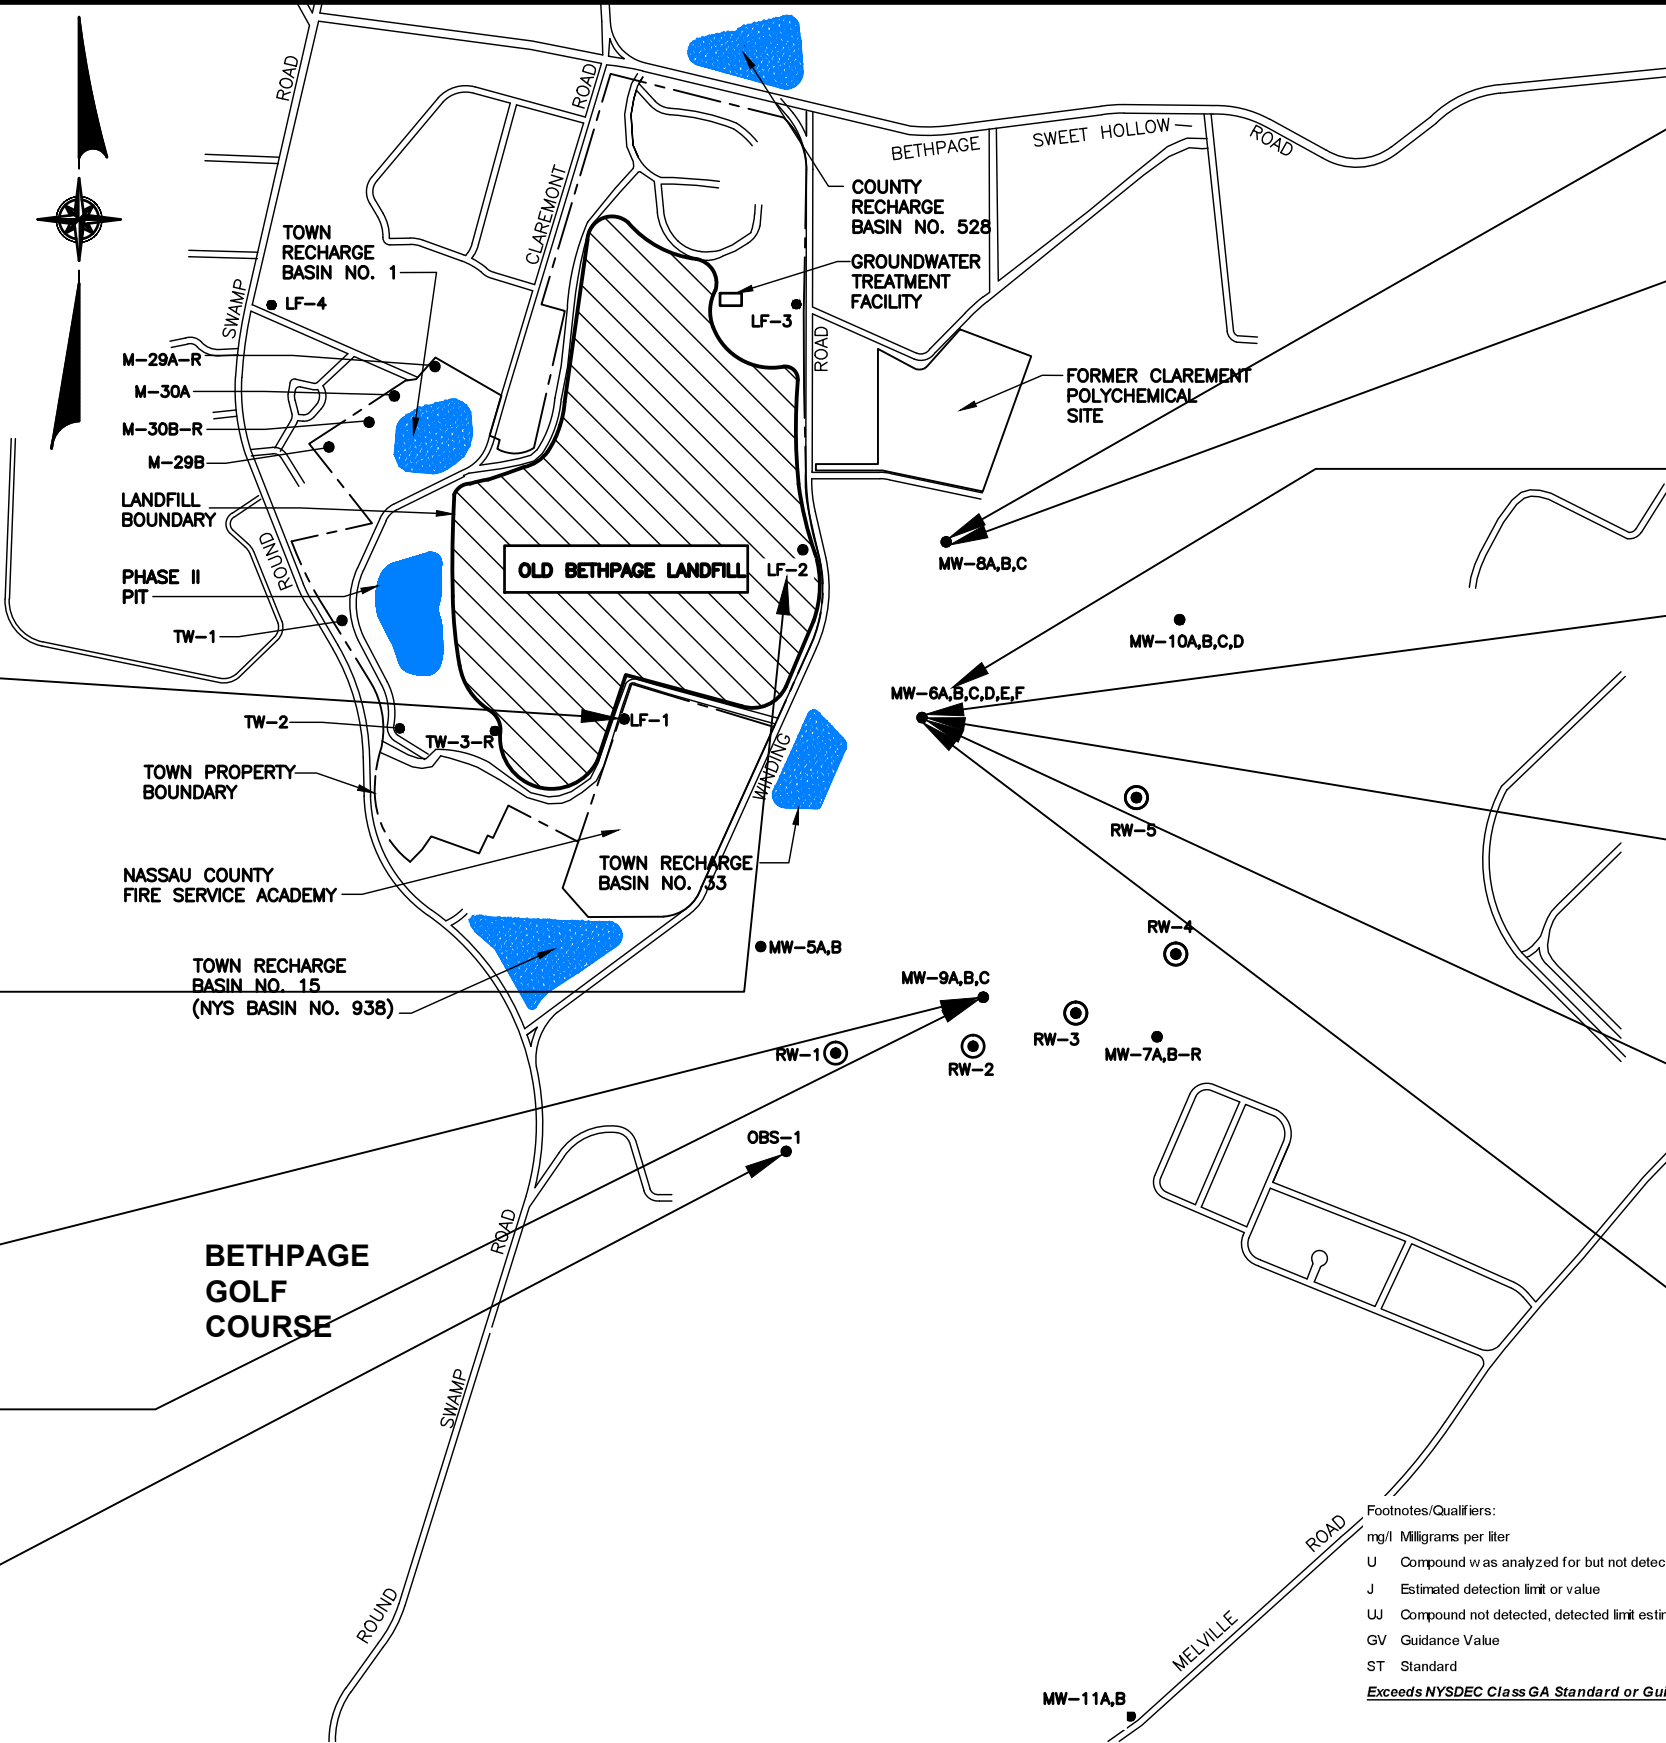 ROAD
ROAD
BETHPAGE
SWEET HOLLOW
ROAD
CLAREMONT
COUNTY
RECHARGE
BASIN NO. 528
TOWN
RECHARGE
BASIN NO. 1
GROUNDWATER
TREATMENT
FACILITY
LF-4
LF-3
SWAMP
ROAD
M-29A-R
M-30A
M-30B-R
M-29B
FORMER CLAREMENT
POLYCHEMICAL
SITE
LANDFILL
BOUNDARY
ROUND
OLD BETHPAGE LANDFILL
LF-2
MW-8A,B,C
PHASE II
PIT
TW-1
MW-10A,B,C,D
MW-6A,B,C,D,E,F
TW-2
TW-3-R
LF-1
WINDING
TOWN PROPERTY
BOUNDARY
RW-5
NASSAU COUNTY
FIRE SERVICE ACADEMY
TOWN RECHARGE
BASIN NO. 33
RW-4
MW-5A,B
TOWN RECHARGE
BASIN NO. 15
(NYS BASIN NO. 938)
MW-9A,B,C
RW-1
RW-2
RW-3
MW-7A,B-R
OBS-1
ROAD
BETHPAGE
GOLF
COURSE
SWAMP
ROUND
ROAD
MELVILLE
MW-11A,B
Footnotes/Qualifiers:
mg/l Milligrams per liter
U Compound was analyzed for but not detec
J Estimated detection limit or value
UJ Compound not detected, detected limit estin
GV Guidance Value
ST Standard
Exceeds NYSDEC Class GA Standard or Gui